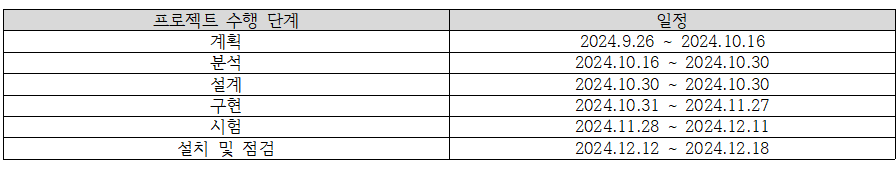 프로젝트 수행 단계 일정
계획 2024.9.26 ~ 2024.10.16
분석 2024.10.16 ~ 2024.10.30
설계 2024.10.30 ~ 2024.10.30
구현 2024.10.31 ~ 2024.11.27
시험 2024.11.28 ~ 2024.12.11
설치 및 점검 2024.12.12 ~ 2024.12.18